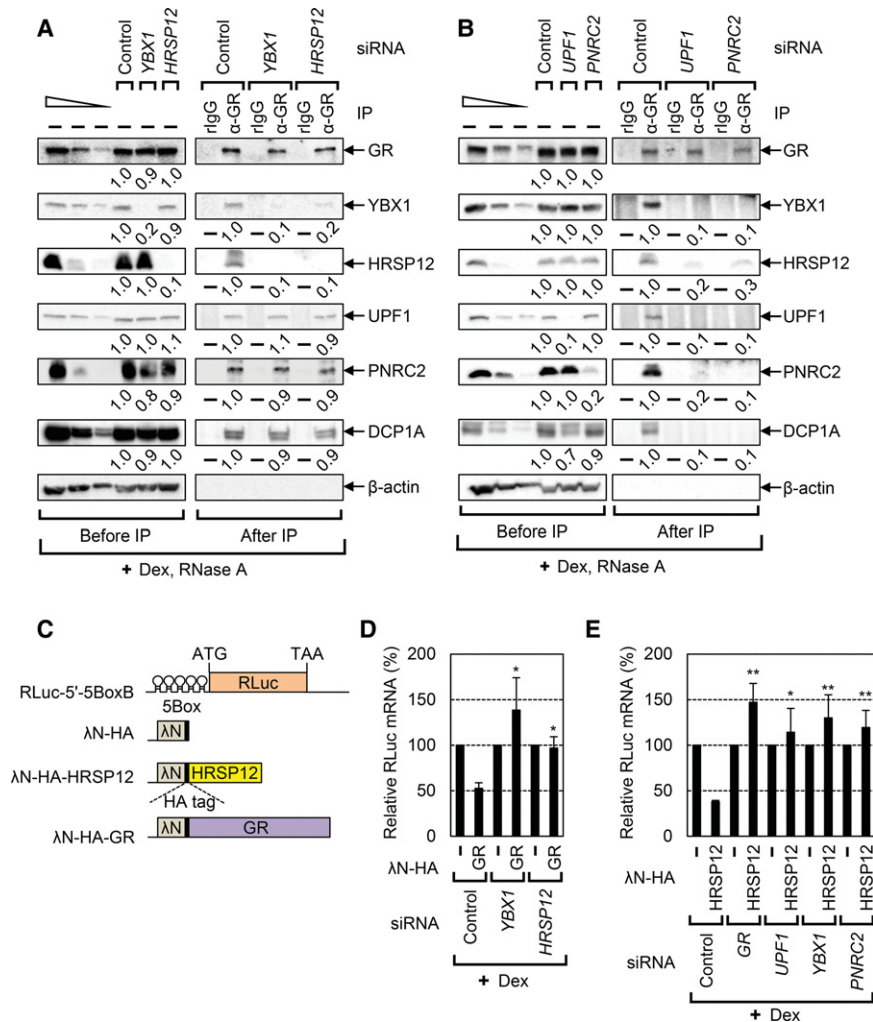 A
Control
YBX1
HRSP12
Control
YBX1
HRSP12
siRNA
rIgG
α-GR
rIgG
α-GR
rIgG
α-GR
IP
– – – – – –
GR
1.0 0.9 1.0
YBX1
1.0 0.2 0.9 – 1.0 – 0.1 – 0.2
HRSP12
1.0 1.0 0.1 – 1.0 – 0.1 – 0.1
UPF1
1.0 1.0 1.1 – 1.0 – 1.1 – 0.9
PNRC2
1.0 0.8 0.9 – 1.0 – 0.9 – 0.9
DCP1A
1.0 0.9 1.0 – 1.0 – 0.9 – 0.9
β-actin
Before IP
After IP
+ Dex, RNase A
B
Control
UPF1
PNRC2
Control
UPF1
PNRC2
siRNA
rIgG
α-GR
rIgG
α-GR
rIgG
α-GR
IP
– – – – – –
GR
1.0 1.0 1.0
YBX1
1.0 1.0 1.0 – 1.0 – 0.1 – 0.1
HRSP12
1.0 1.0 1.0 – 1.0 – 0.2 – 0.3
UPF1
1.0 0.1 1.0 – 1.0 – 0.1 – 0.1
PNRC2
1.0 1.0 0.2 – 1.0 – 0.2 – 0.1
DCP1A
1.0 0.7 0.9 – 1.0 – 0.1 – 0.1
β-actin
Before IP
After IP
+ Dex, RNase A
C
ATG TAA
RLuc-5'-5BoxB
RLuc
5Box
λN-HA
λN
λN-HA-HRSP12
λN
HRSP12
HA tag
λN-HA-GR
λN
GR
D
Relative RLuc mRNA (%)
200
150
100
50
0
*
*
λN-HA
– GR – GR – GR
siRNA
Control
YBX1
HRSP12
+ Dex
E
Relative RLuc mRNA (%)
200
150
100
50
0
**
*
**
**
λN-HA
– HRSP12 – HRSP12 – HRSP12 – HRSP12 – HRSP12
siRNA
Control
GR
UPF1
YBX1
PNRC2
+ Dex